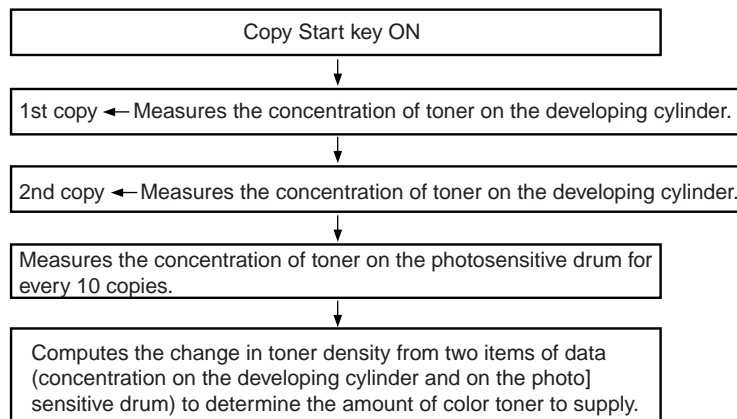 Copy Start key ON
1st copy ← Measures the concentration of toner on the developing cylinder.
2nd copy ← Measures the concentration of toner on the developing cylinder.
Measures the concentration of toner on the photosensitive drum for
every 10 copies.
Computes the change in toner density from two items of data
(concentration on the developing cylinder and on the photo]
sensitive drum) to determine the amount of color toner to supply.